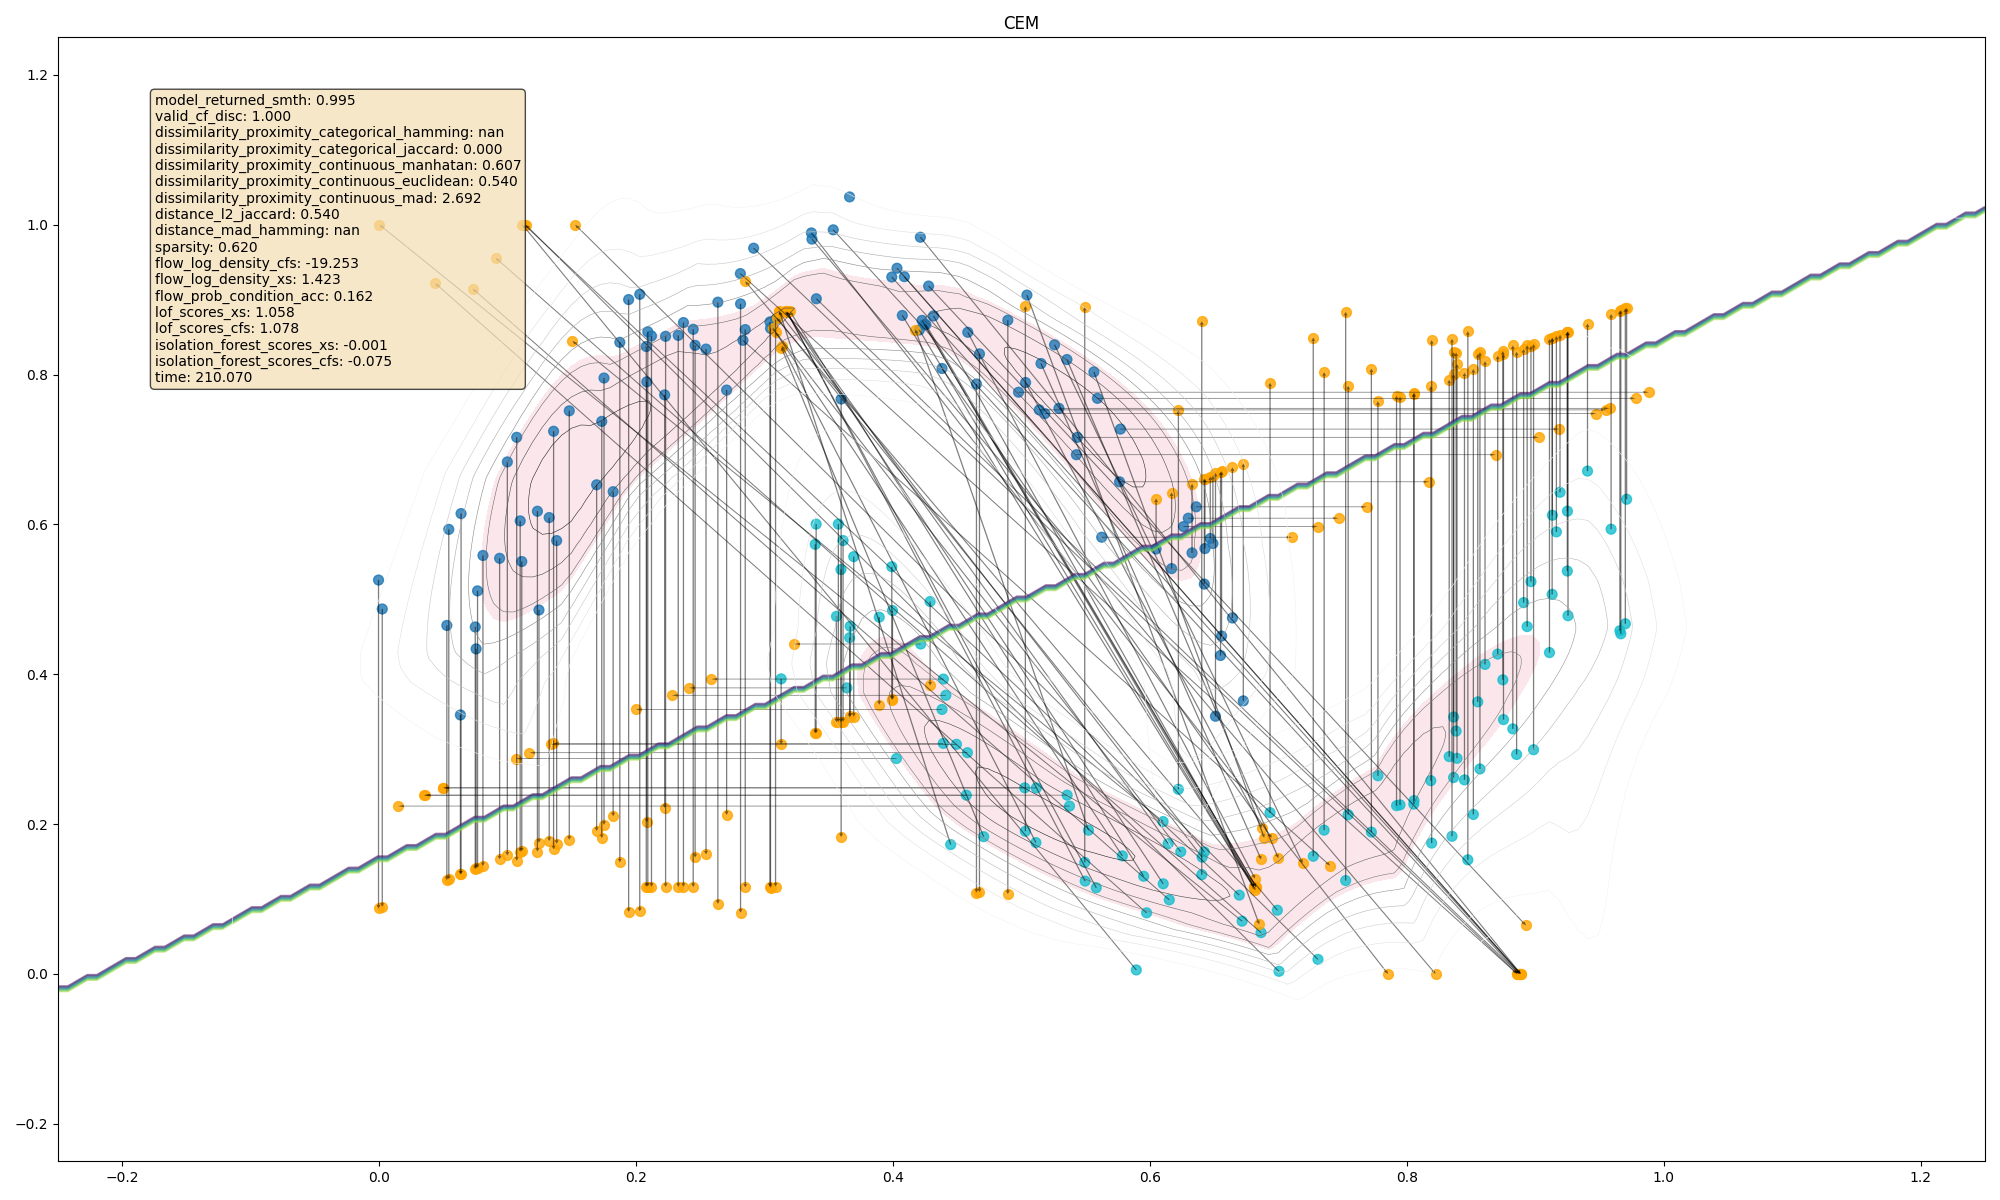 CEM
1.2
1.0
0.8
0.6
0.4
0.2
0.0
−0.2
model_returned_smth: 0.995
valid_cf_disc: 1.000
dissimilarity_proximity_categorical_hamming: nan
dissimilarity_proximity_categorical_jaccard: 0.000
dissimilarity_proximity_continuous_manhatan: 0.607
dissimilarity_proximity_continuous_euclidean: 0.540
dissimilarity_proximity_continuous_mad: 2.692
distance_l2_jaccard: 0.540
distance_mad_hamming: nan
sparsity: 0.620
flow_log_density_cfs: -19.253
flow_log_density_xs: 1.423
flow_prob_condition_acc: 0.162
lof_scores_xs: 1.058
lof_scores_cfs: 1.078
isolation_forest_scores_xs: -0.001
isolation_forest_scores_cfs: -0.075
time: 210.070
−0.2 0.0 0.2 0.4 0.6 0.8 1.0 1.2